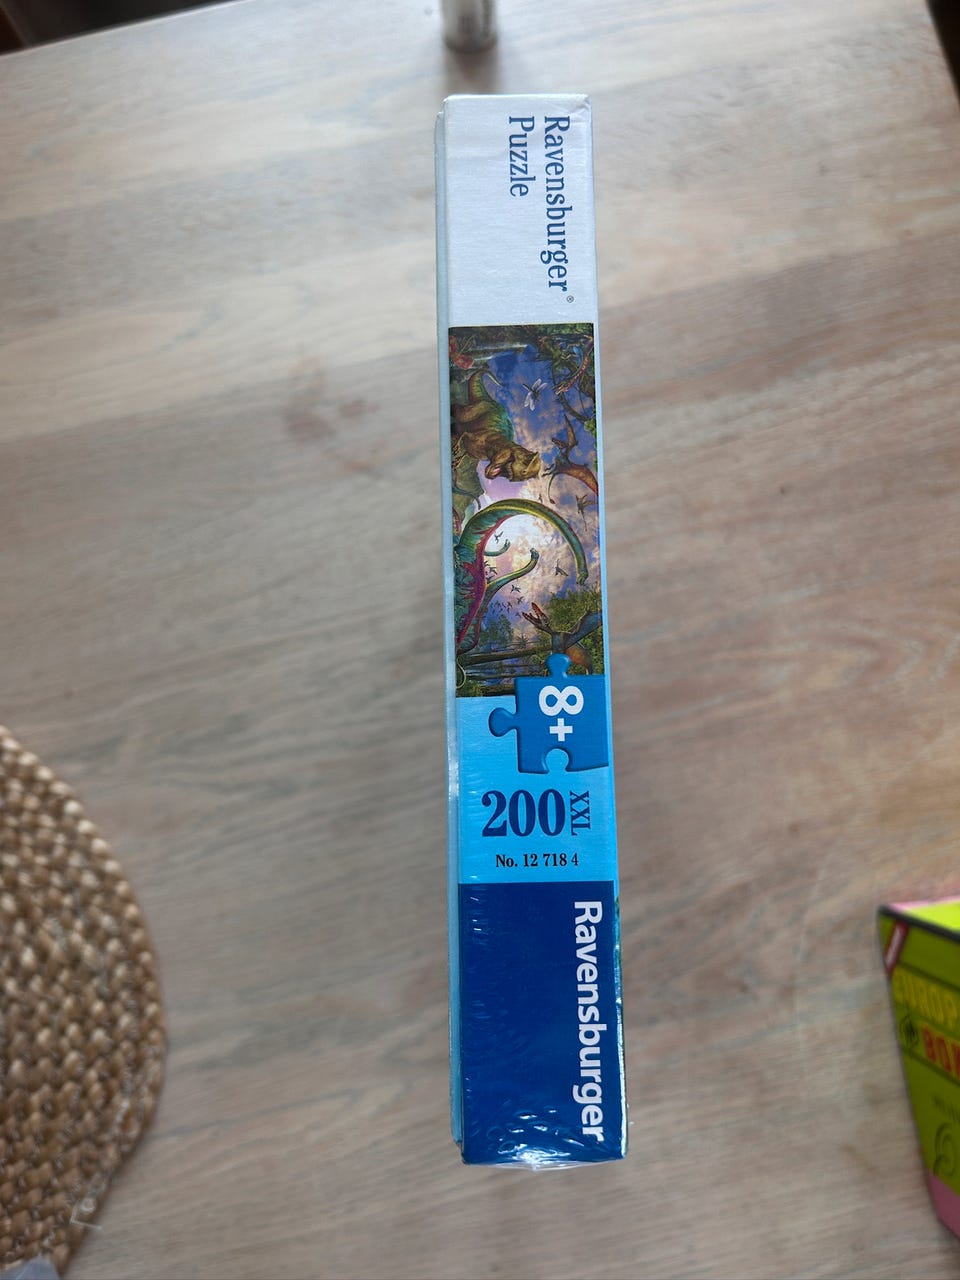 Ravensburger®
Puzzle
8+
200 XXL
No. 12 718 4
Ravensburger